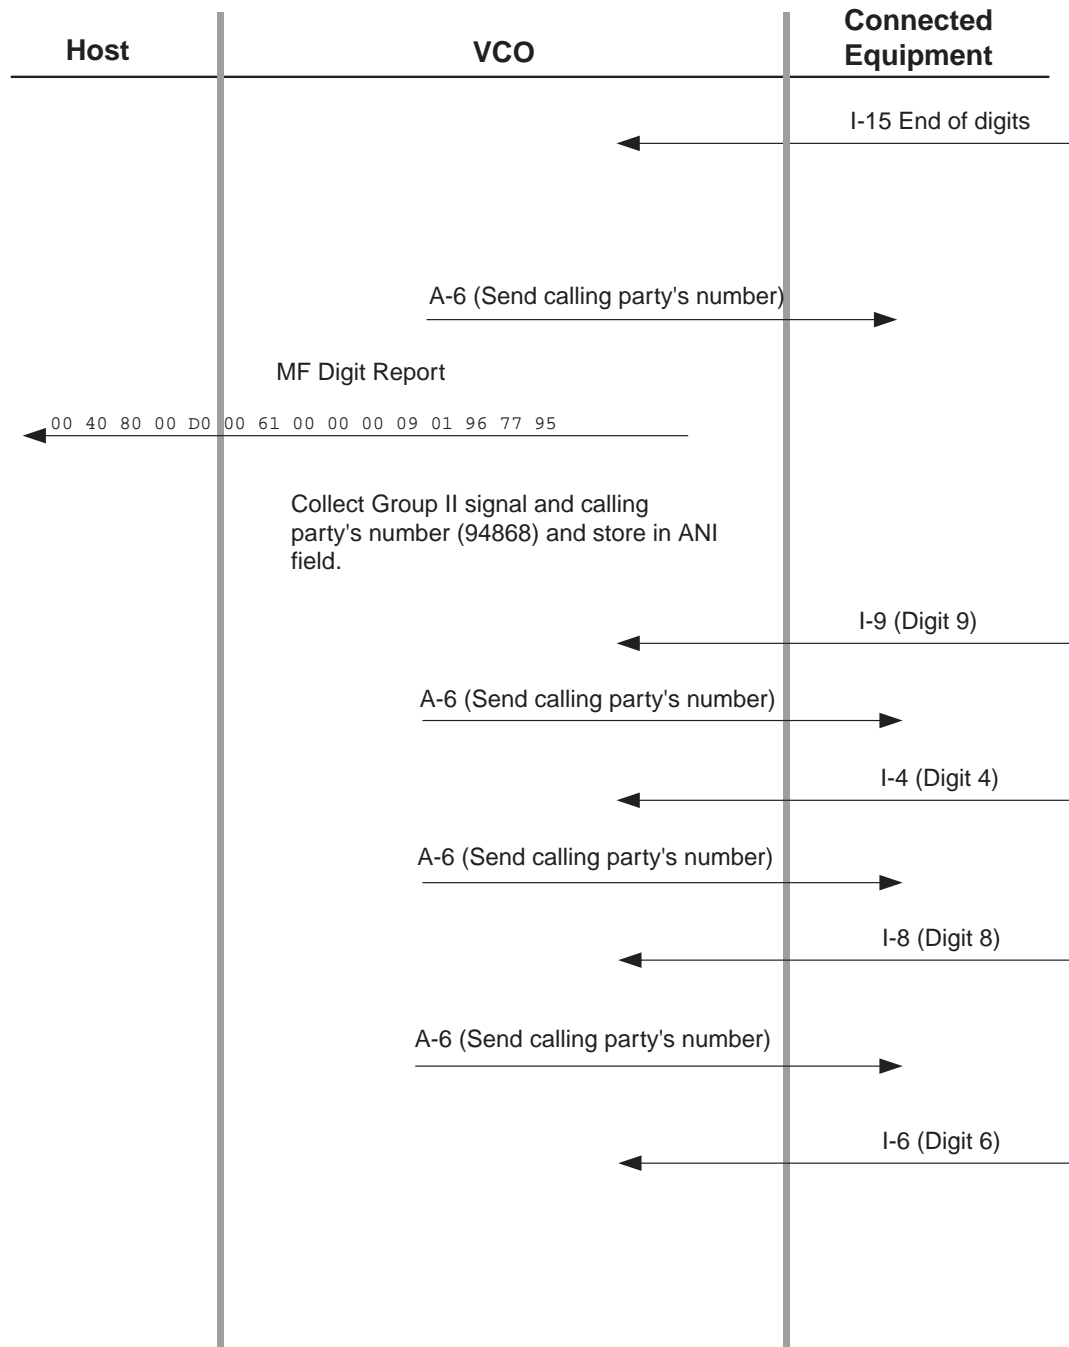 Host
VCO
Connected
Equipment
I-15 End of digits
A-6 (Send calling party's number)
MF Digit Report
00 40 80 00 D0 00 61 00 00 00 09 01 96 77 95
Collect Group II signal and calling
party's number (94868) and store in ANI
field.
I-9 (Digit 9)
A-6 (Send calling party's number)
I-4 (Digit 4)
A-6 (Send calling party's number)
I-8 (Digit 8)
A-6 (Send calling party's number)
I-6 (Digit 6)